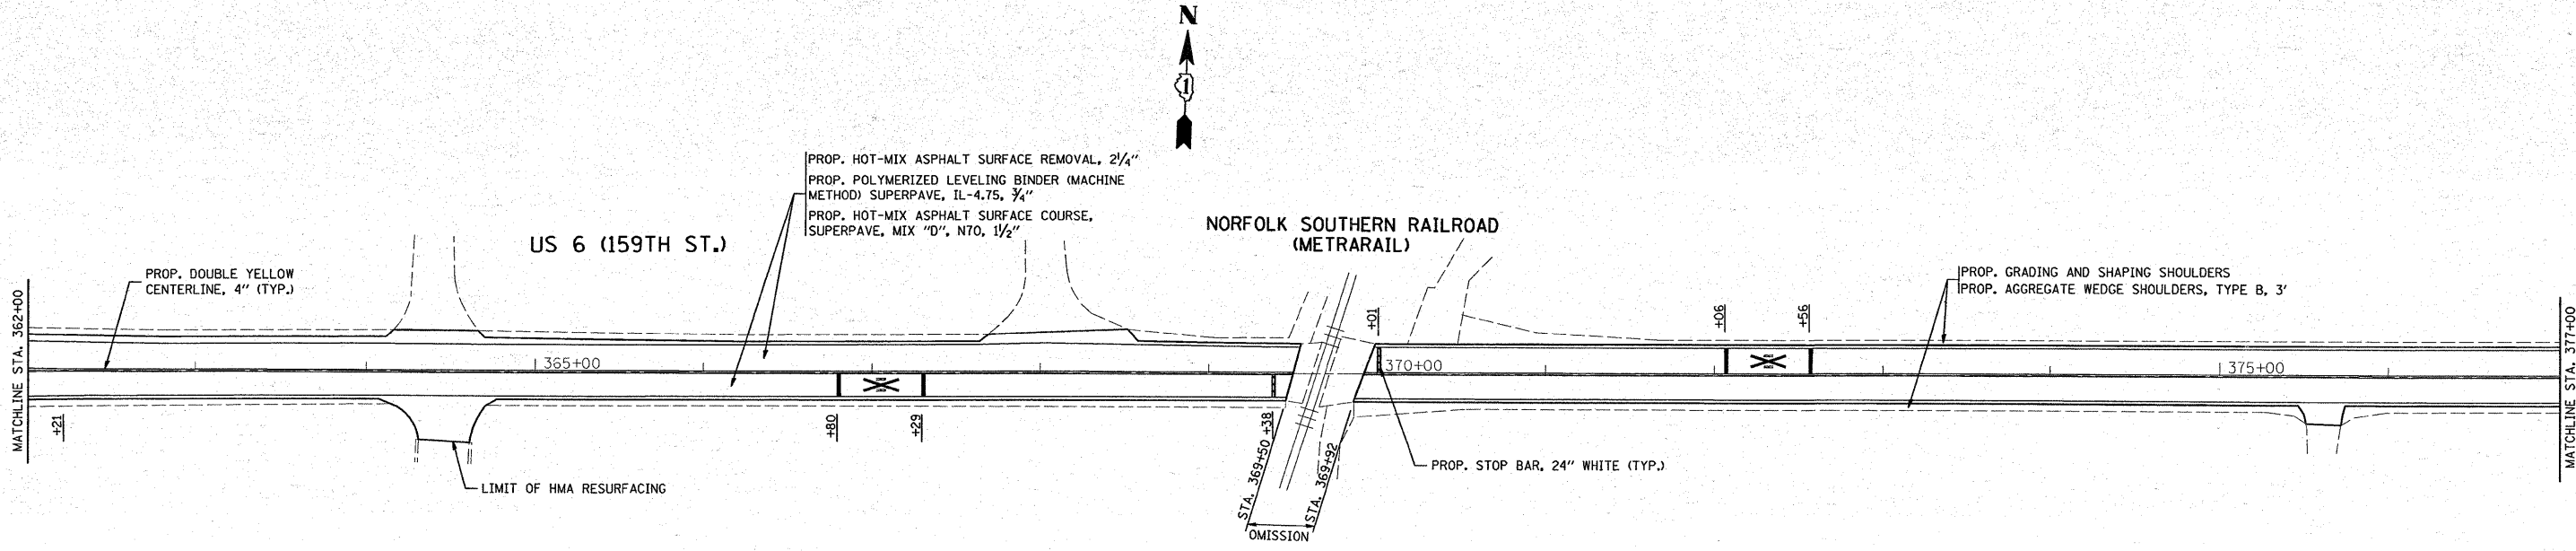 N
1
PROP. HOT-MIX ASPHALT SURFACE REMOVAL, 2 1/4"
PROP. POLYMERIZED LEVELING BINDER (MACHINE
METHOD) SUPERPAVE, IL-4.75, 3/4"
PROP. HOT-MIX ASPHALT SURFACE COURSE,
SUPERPAVE, MIX "D", N70, 1 1/2"
US 6 (159TH ST.)
NORFOLK SOUTHERN RAILROAD
(METRARAIL)
PROP. DOUBLE YELLOW
CENTERLINE, 4" (TYP.)
PROP. GRADING AND SHAPING SHOULDERS
PROP. AGGREGATE WEDGE SHOULDERS, TYPE B, 3'
MATCHLINE STA. 362+00
+01
+06
+56
MATCHLINE STA. 377+00
365+00
370+00
375+00
+21
+80
+29
+38
STA. 369+50
STA. 369+92
PROP. STOP BAR, 24" WHITE (TYP.)
LIMIT OF HMA RESURFACING
OMISSION